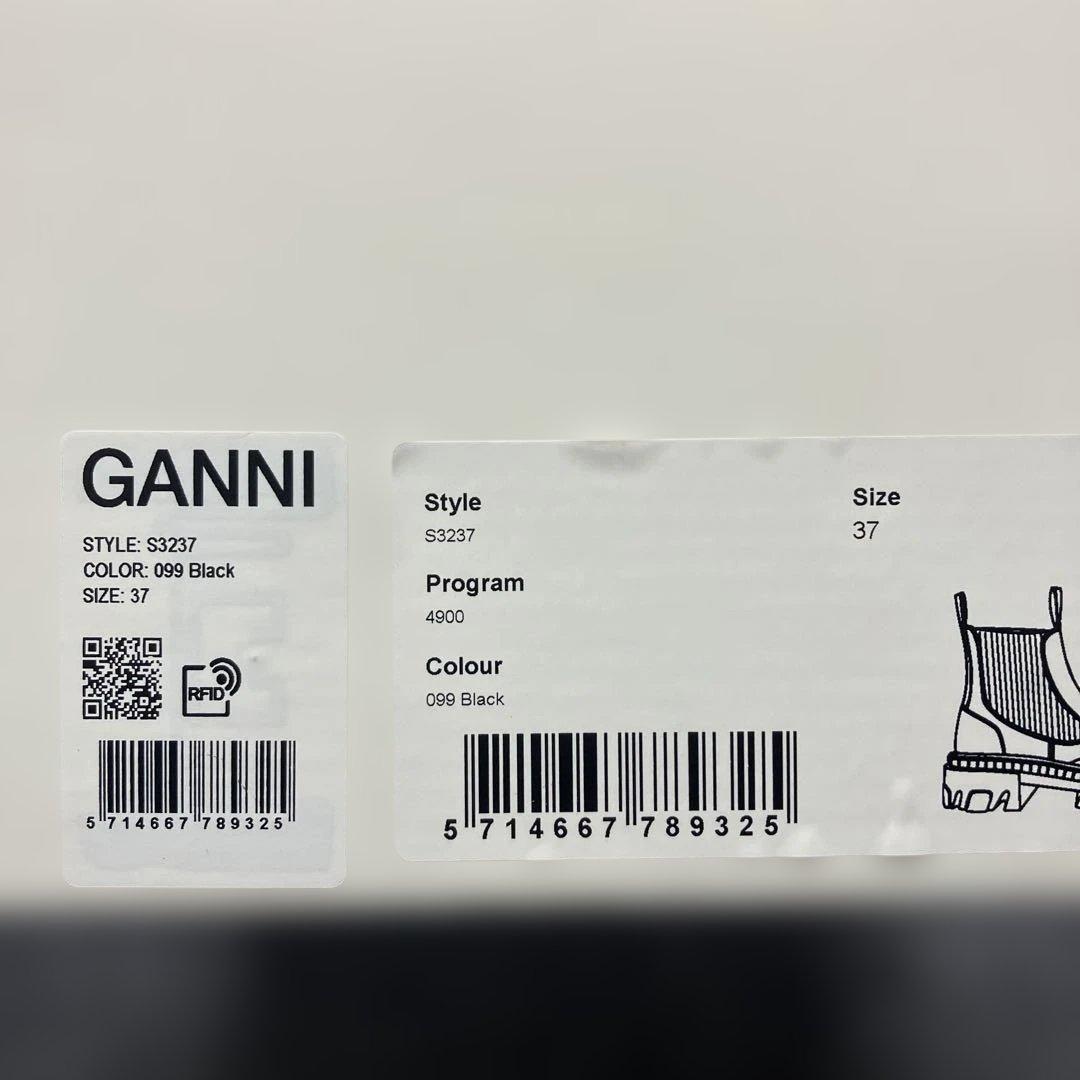 GANNI
STYLE: S3237
COLOR: 099 Black
SIZE: 37
RFID
5 714667 789325
Style
S3237
Program
4900
Colour
099 Black
5 714667 789325
Size
37